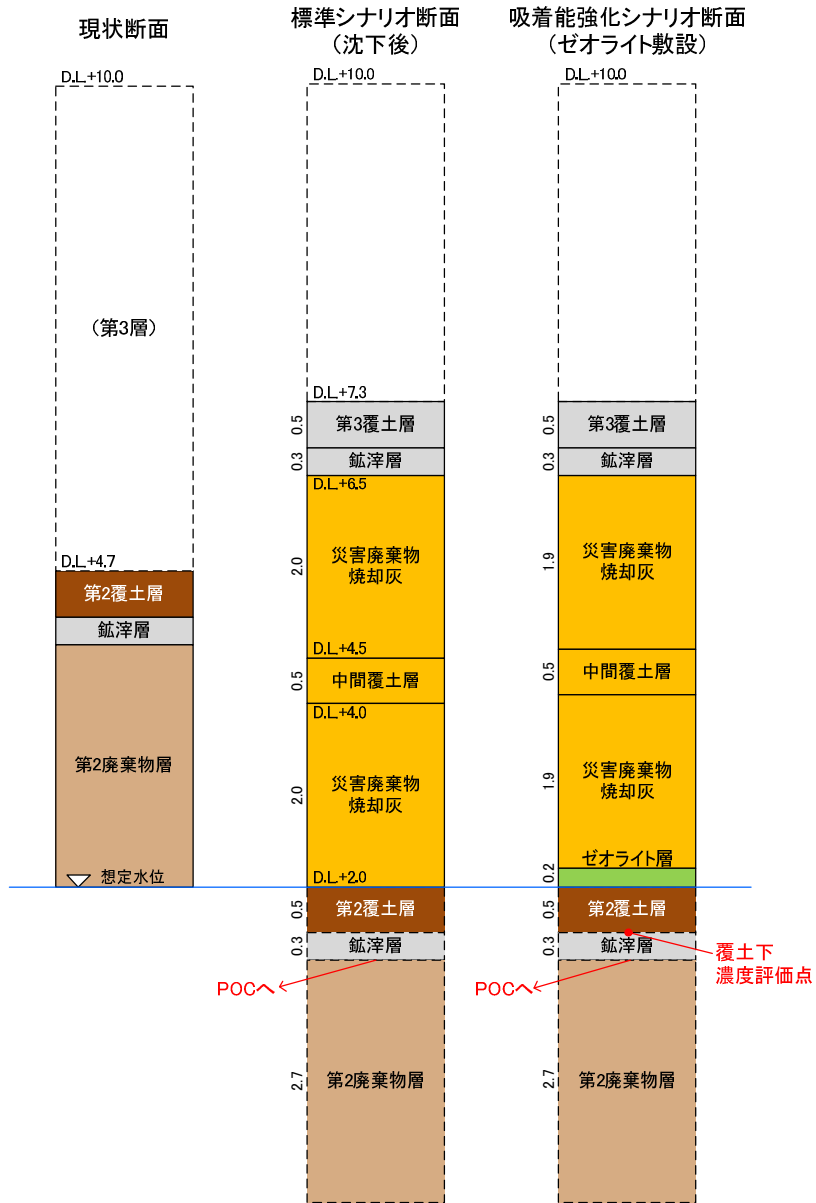 現状断面
D.L.+10.0
(第3層)
D.L.+4.7
第2覆土層
鉱滓層
第2廃棄物層
想定水位
標準シナリオ断面
(沈下後)
D.L.+10.0
D.L.+7.3
0.5
第3覆土層
0.3
鉱滓層
D.L.+6.5
2.0
災害廃棄物
焼却灰
D.L.+4.5
0.5
中間覆土層
D.L.+4.0
2.0
災害廃棄物
焼却灰
D.L.+2.0
0.5
第2覆土層
0.3
鉱滓層
POCへ
2.7
第2廃棄物層
吸着能強化シナリオ断面
(ゼオライト敷設)
D.L.+10.0
0.5
第3覆土層
0.3
鉱滓層
1.9
災害廃棄物
焼却灰
0.5
中間覆土層
1.9
災害廃棄物
焼却灰
ゼオライト層
0.2
0.5
第2覆土層
0.3
鉱滓層
覆土下
濃度評価点
POCへ
2.7
第2廃棄物層